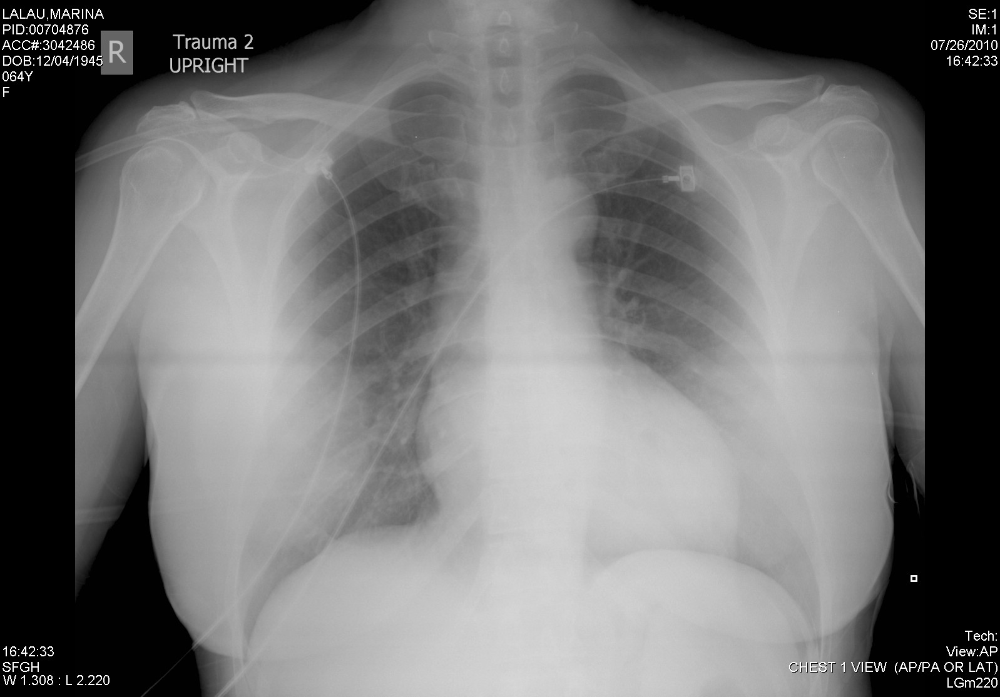 LALAU,MARINA
PID:00704876
ACC#:3042486
DOB:12/04/1945
064Y
F
R
Trauma 2
UPRIGHT
SE:1
IM:1
07/26/2010
16:42:33
16:42:33
SFGH
W 1.308 : L 2.220
Tech:
View:AP
CHEST 1 VIEW (AP/PA OR LAT)
LGm220